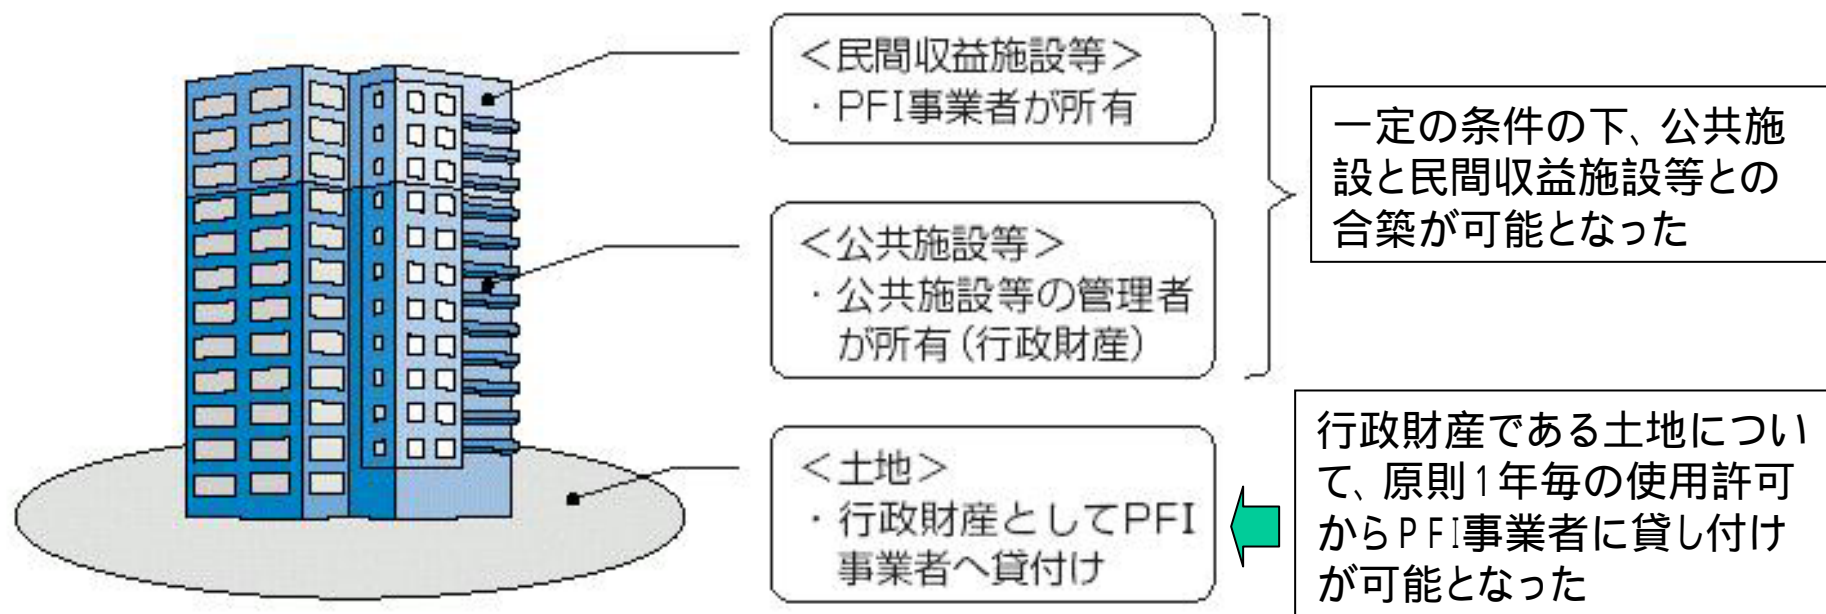 ＜民間収益施設等＞
・PFI事業者が所有
＜公共施設等＞
・公共施設等の管理者
が所有（行政財産）
＜土地＞
・行政財産としてPFI
事業者へ貸付け
一定の条件の下、公共施
設と民間収益施設等との
合築が可能となった
行政財産である土地につい
て、原則1年毎の使用許可
からPFI事業者に貸し付け
が可能となった